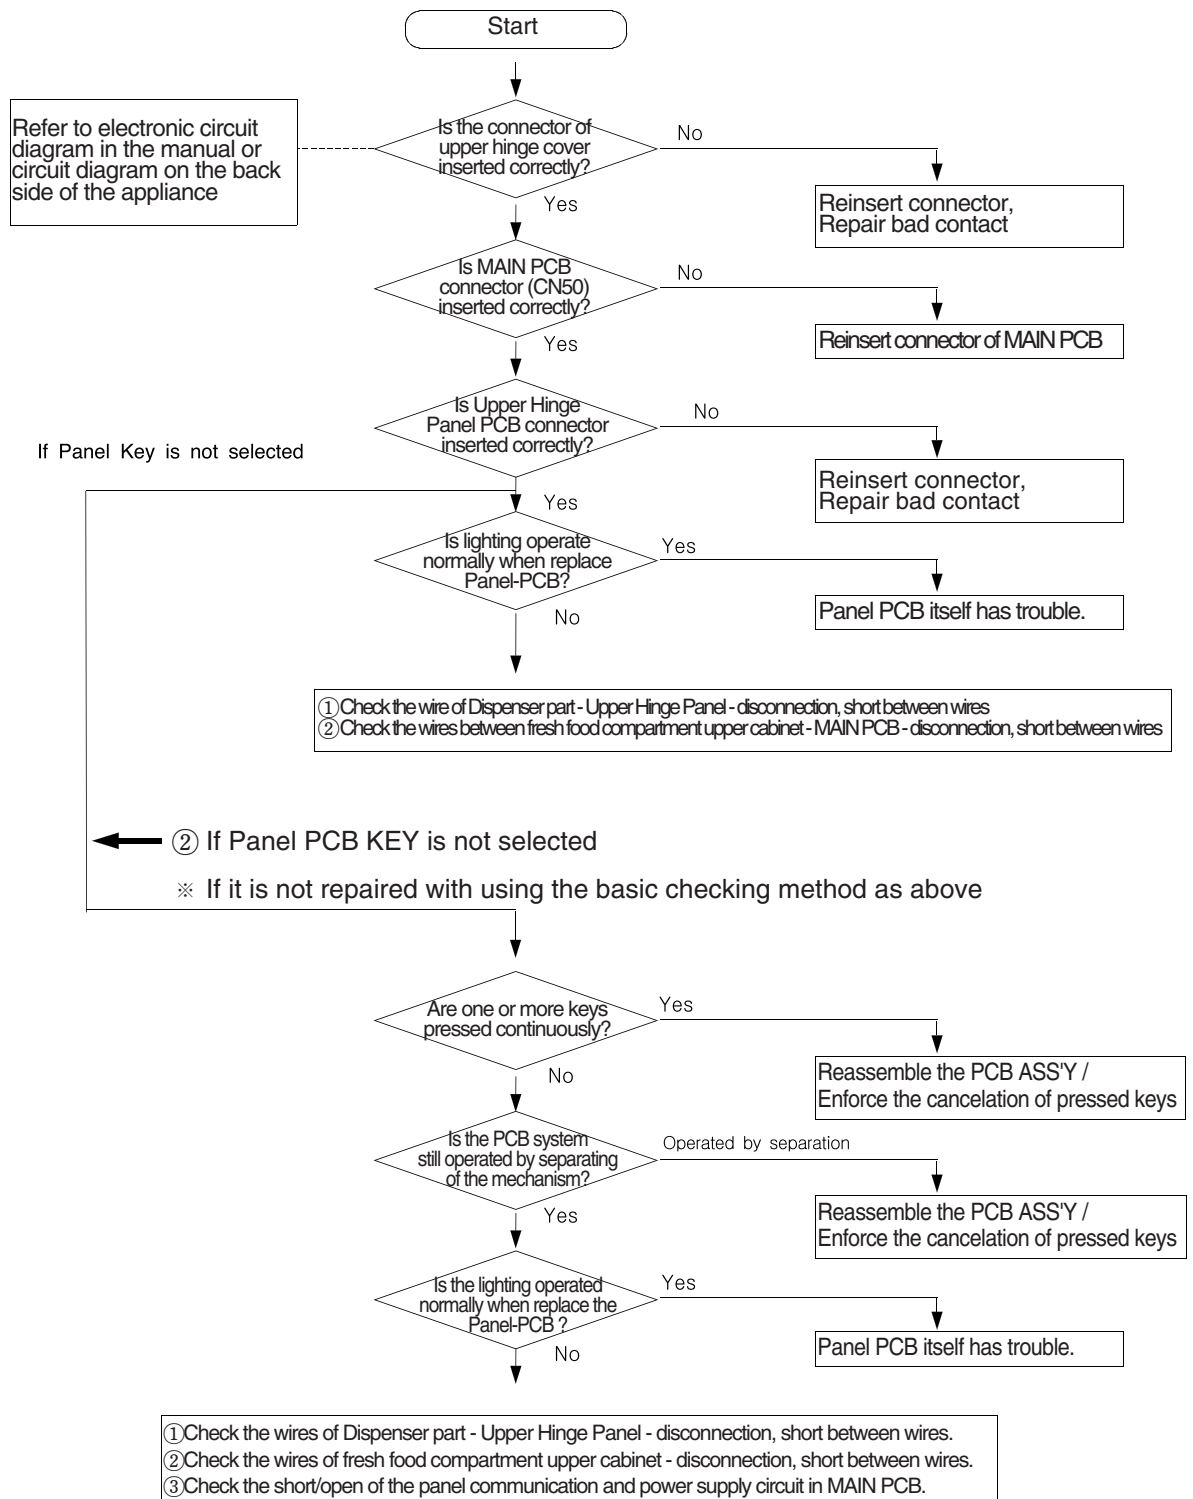 Start
Refer to electronic circuit
diagram in the manual or
circuit diagram on the back
side of the appliance
Is the connector of
upper hinge cover
inserted correctly?
No
Reinsert connector,
Repair bad contact
Yes
Is MAIN PCB
connector (CN50)
inserted correctly?
No
Reinsert connector of MAIN PCB
Yes
Is Upper Hinge
Panel PCB connector
inserted correctly?
No
Reinsert connector,
Repair bad contact
If Panel Key is not selected
Yes
Is lighting operate
normally when replace
Panel-PCB?
Yes
Panel PCB itself has trouble.
No
①Check the wire of Dispenser part - Upper Hinge Panel - disconnection, short between wires
②Check the wires between fresh food compartment upper cabinet - MAIN PCB - disconnection, short between wires
② If Panel PCB KEY is not selected
※ If it is not repaired with using the basic checking method as above
Are one or more keys
pressed continuously?
Yes
Reassemble the PCB ASS'Y /
Enforce the cancelation of pressed keys
No
Is the PCB system
still operated by separating
of the mechanism?
Operated by separation
Reassemble the PCB ASS'Y /
Enforce the cancelation of pressed keys
Yes
Is the lighting operated
normally when replace the
Panel-PCB ?
Yes
Panel PCB itself has trouble.
No
①Check the wires of Dispenser part - Upper Hinge Panel - disconnection, short between wires.
②Check the wires of fresh food compartment upper cabinet - disconnection, short between wires.
③Check the short/open of the panel communication and power supply circuit in MAIN PCB.